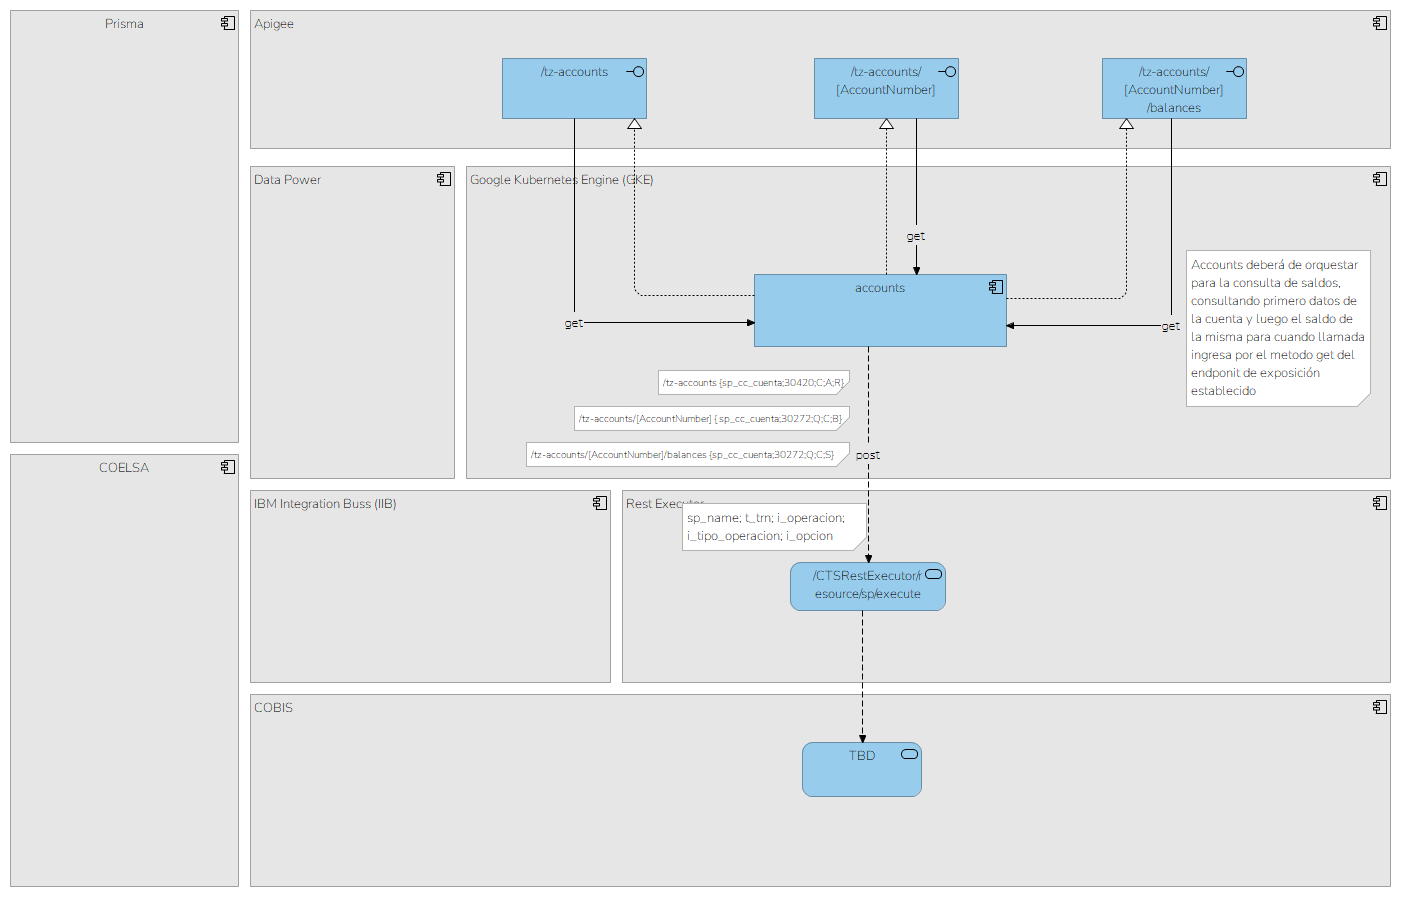 Prisma
Apigee
/tz-accounts
/tz-accounts/
[AccountNumber]
/tz-accounts/
[AccountNumber]
/balances
Data Power
Google Kubernetes Engine (GKE)
get
Accounts deberá de orquestar
para la consulta de saldos,
consultando primero datos de
la cuenta y luego el saldo de
la misma para cuando llamada
ingresa por el metodo get del
endponit de exposición
establecido
accounts
get
get
/tz-accounts {sp_cc_cuenta;30420;C;A;R}
/tz-accounts/[AccountNumber] { sp_cc_cuenta;30272;Q;C;B}
/tz-accounts/[AccountNumber]/balances {sp_cc_cuenta;30272;Q;C;S}
post
COELSA
IBM Integration Buss (IIB)
Rest Executor
sp_name; t_trn; i_operacion;
i_tipo_operacion; i_opcion
/CTSRestExecutor/r
esource/sp/execute
COBIS
TBD